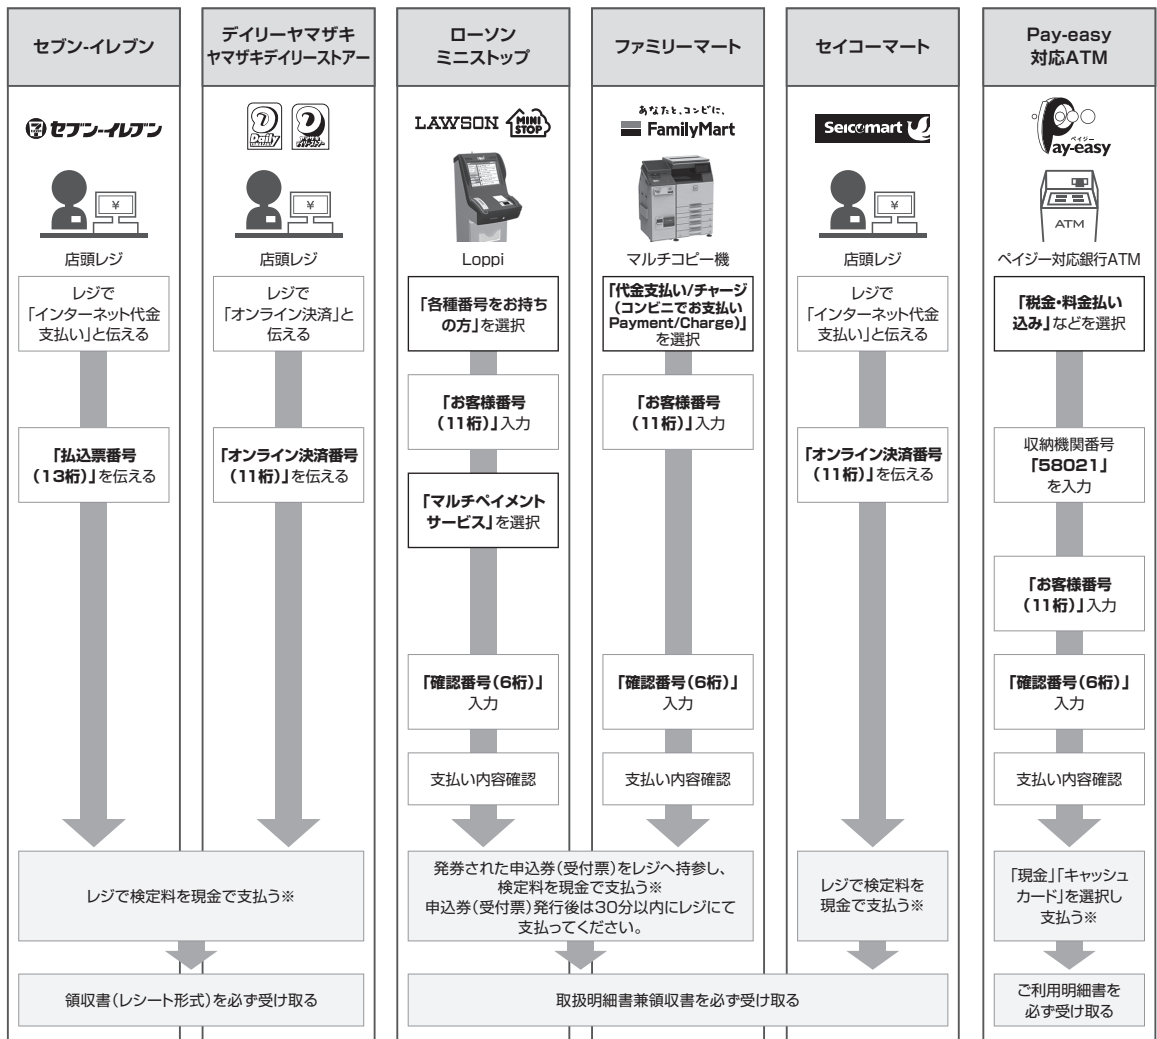 セブン-イレブン
デイリーヤマザキ
ヤマザキデイリーストアー
ローソン
ミニストップ
ファミリーマート
セイコーマート
Pay-easy
対応ATM
セブン-イレブン
Daily
LAWSON
MINI
STOP
あなたと、コンビに、
FamilyMart
Seicomart
ペイジー
Pay-easy
¥
¥
¥
ATM
店頭レジ
店頭レジ
Loppi
マルチコピー機
店頭レジ
ペイジー対応銀行ATM
レジで
「インターネット代金
支払い」と伝える
レジで
「オンライン決済」と
伝える
「各種番号をお持ち
の方」を選択
「代金支払い/チャージ
(コンビニでお支払い
Payment/Charge)」
を選択
レジで
「インターネット代金
支払い」と伝える
「税金・料金払い
込み」などを選択
「お客様番号
(11桁)」入力
「お客様番号
(11桁)」入力
「払込票番号
(13桁)」を伝える
「オンライン決済番号
(11桁)」を伝える
「オンライン決済番号
(11桁)」を伝える
収納機関番号
「58021」
を入力
「マルチペイメント
サービス」を選択
「お客様番号
(11桁)」入力
「確認番号(6桁)」
入力
「確認番号(6桁)」
入力
「確認番号(6桁)」
入力
支払い内容確認
支払い内容確認
支払い内容確認
レジで検定料を現金で支払う※
発券された申込券(受付票)をレジへ持参し、
検定料を現金で支払う※
申込券(受付票)発行後は30分以内にレジにて
支払ってください。
レジで検定料を
現金で支払う※
「現金」「キャッシュ
カード」を選択し
支払う※
領収書(レシート形式)を必ず受け取る
取扱明細書兼領収書を必ず受け取る
ご利用明細書を
必ず受け取る